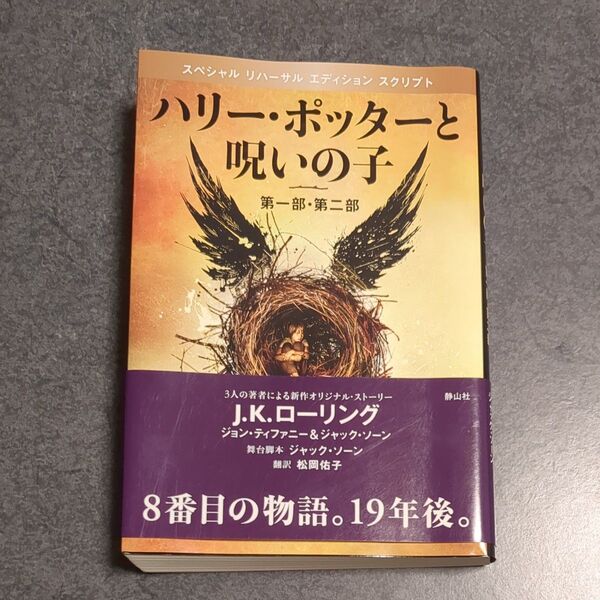 スペシャル リハーサル エディション スクリプト
ハリー・ポッターと
呪いの子
第一部・第二部
3人の著者による新作オリジナル・ストーリー
静山社
J.K.ローリング
ジョン・ティファニー&ジャック・ソーン
舞台脚本 ジャック・ソーン
翻訳 松岡佑子
8番目の物語。19年後。